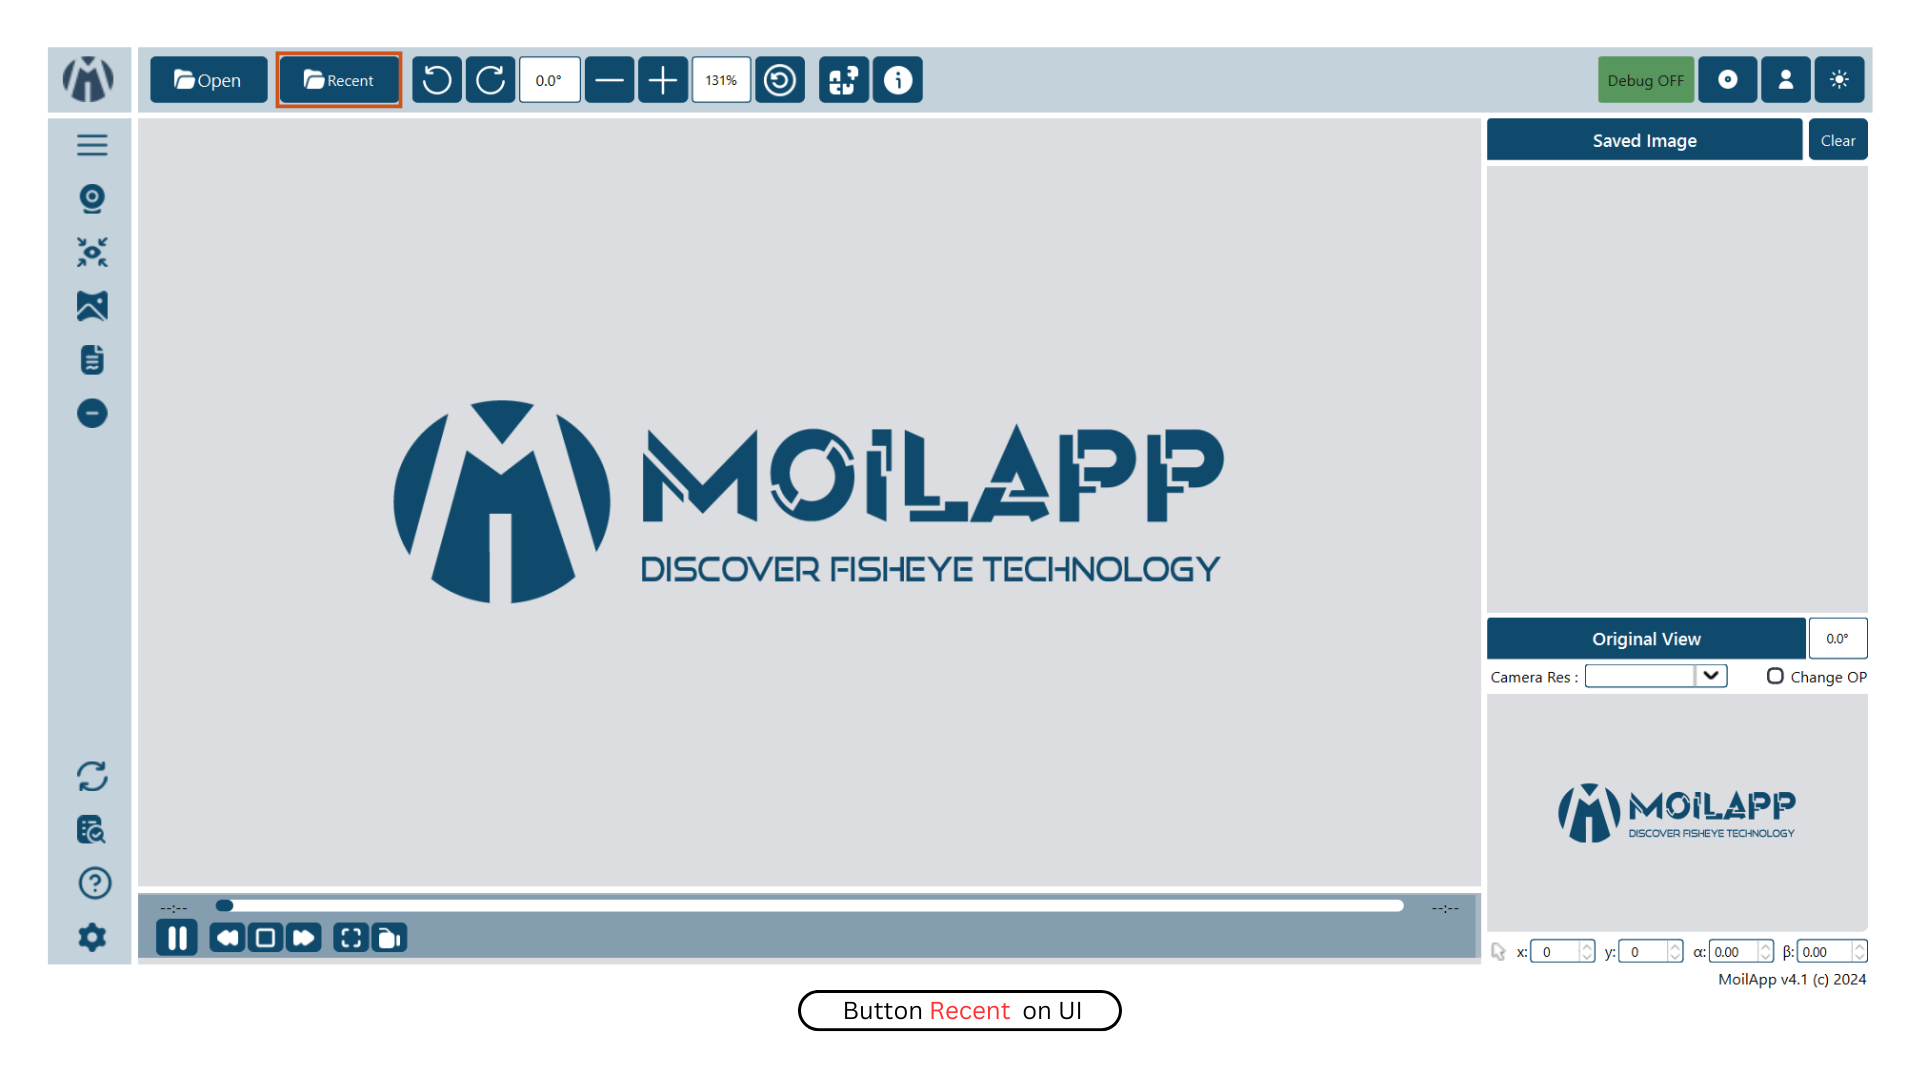 Open
Recent
0.0°
131%
Debug OFF
Saved Image
Clear
MOILAPP
DISCOVER FISHEYE TECHNOLOGY
Original View
0.0°
Camera Res :
Change OP
MOILAPP
DISCOVER FISHEYE TECHNOLOGY
--:--
--:--
x: 0 y: 0 α: 0.00 β: 0.00
MoilApp v4.1 (c) 2024
Button Recent on UI